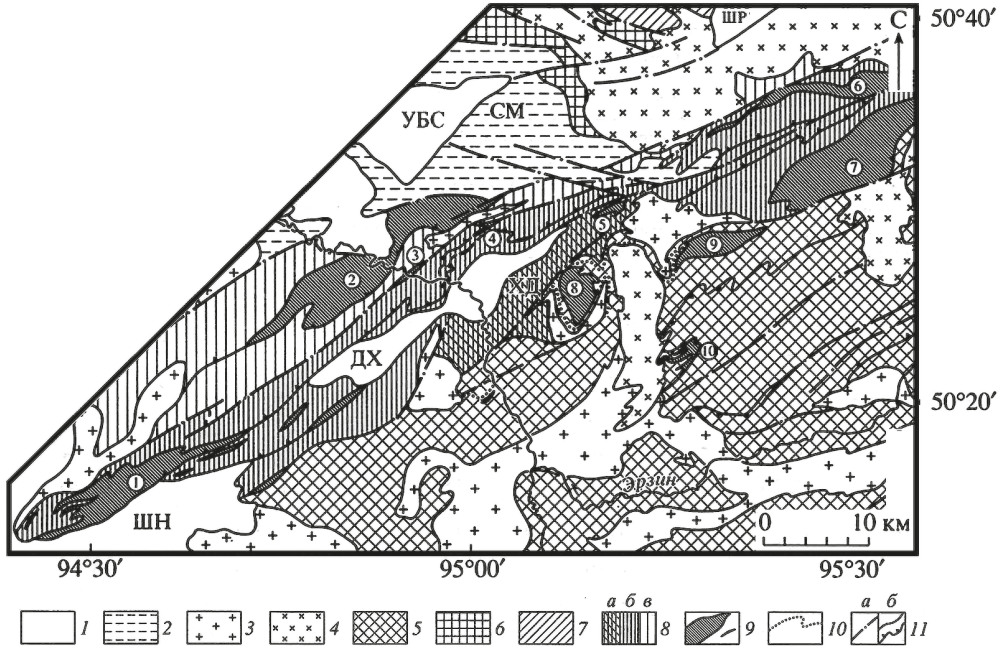 ШР
50°40′
С
УБС
СМ
6
7
5
4
3
9
2
ХД
8
ДХ
10
50°20′
1
Эрзин
ШН
0 10 км
94°30′ 95°00′ 95°30′
а б в а б
1 2 3 4 5 6 7 8 9 10 11